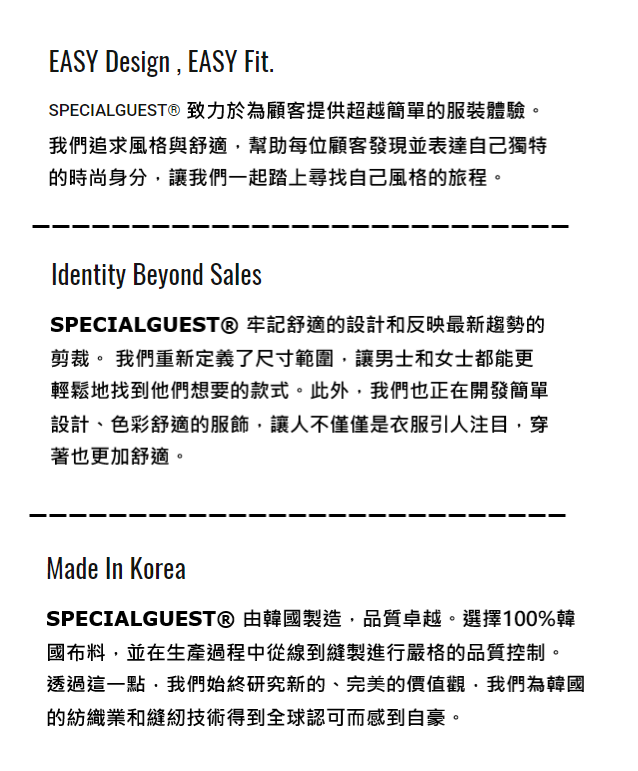 EASY Design , EASY Fit.
SPECIALGUEST® 致力於為顧客提供超越簡單的服裝體驗。
我們追求風格與舒適，幫助每位顧客發現並表達自己獨特
的時尚身分，讓我們一起踏上尋找自己風格的旅程。
Identity Beyond Sales
SPECIALGUEST® 牢記舒適的設計和反映最新趨勢的
剪裁。 我們重新定義了尺寸範圍，讓男士和女士都能更
輕鬆地找到他們想要的款式。此外，我們也正在開發簡單
設計、色彩舒適的服飾，讓人不僅僅是衣服引人注目，穿
著也更加舒適。
Made In Korea
SPECIALGUEST® 由韓國製造，品質卓越。選擇100%韓
國布料，並在生產過程中從線到縫製進行嚴格的品質控制。
透過這一點，我們始終研究新的、完美的價值觀，我們為韓國
的紡織業和縫紉技術得到全球認可而感到自豪。